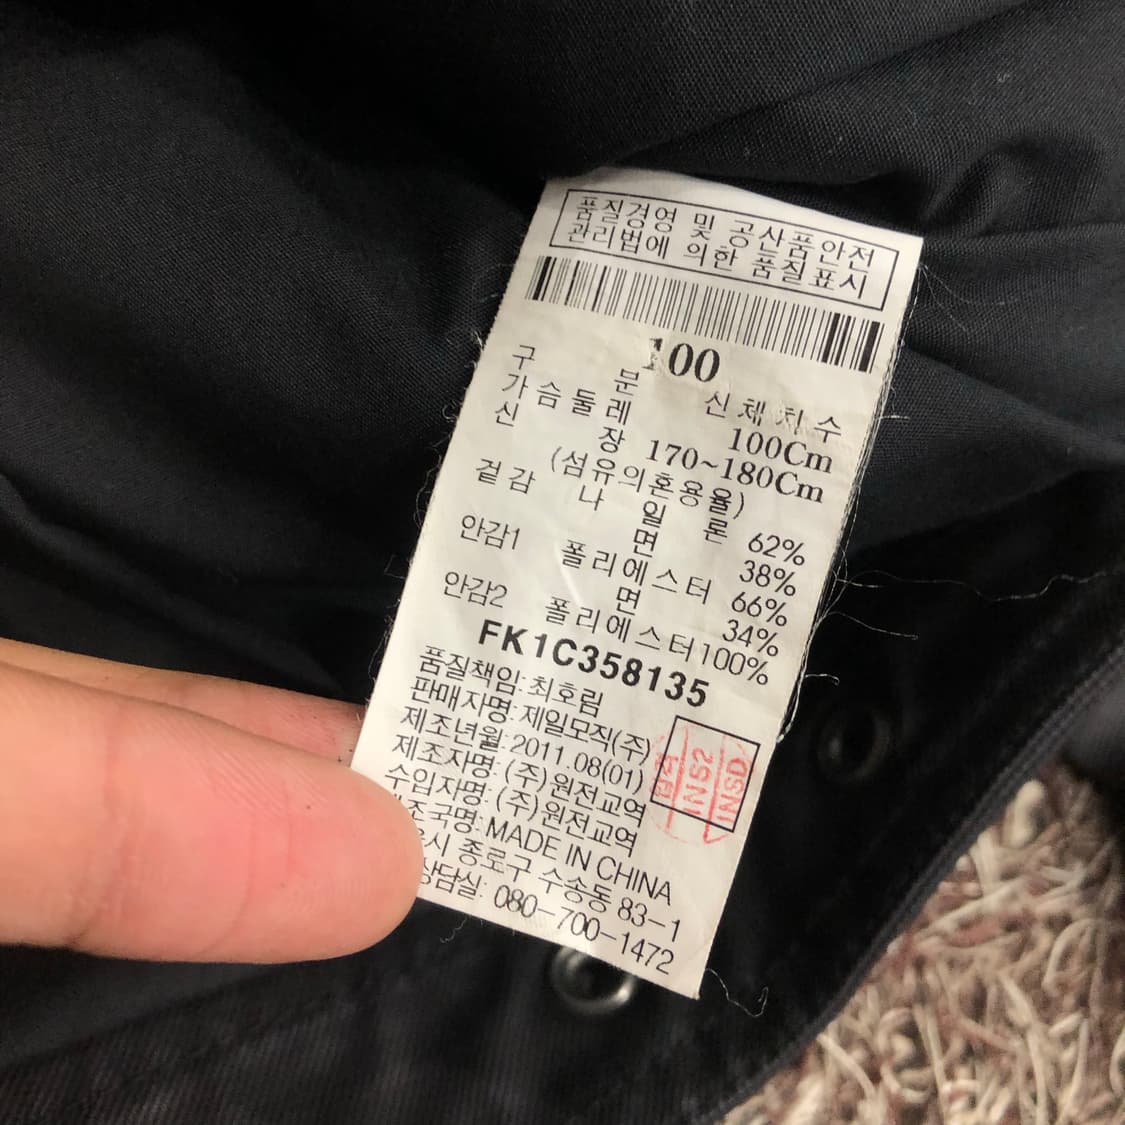 품질경영 및 공산품안전
관리법에 의한 품질표시
100
구 분 신체치수
가슴둘레 100Cm
신 장 170~180Cm
(섬유의혼용율)
겉감 나 일 론 62%
면 38%
안감1 폴리에스터 66%
면 34%
안감2 폴리에스터 100%
FK1C358135
품질책임: 최호림
판매자명: 제일모직(주)
제조년월: 2011.08(01)
제조자명: (주)원전교역
수입자명: (주)원전교역
조국명: MADE IN CHINA
시 종로구 수송동 83-1
상담실: 080-700-1472
INS2
INSD